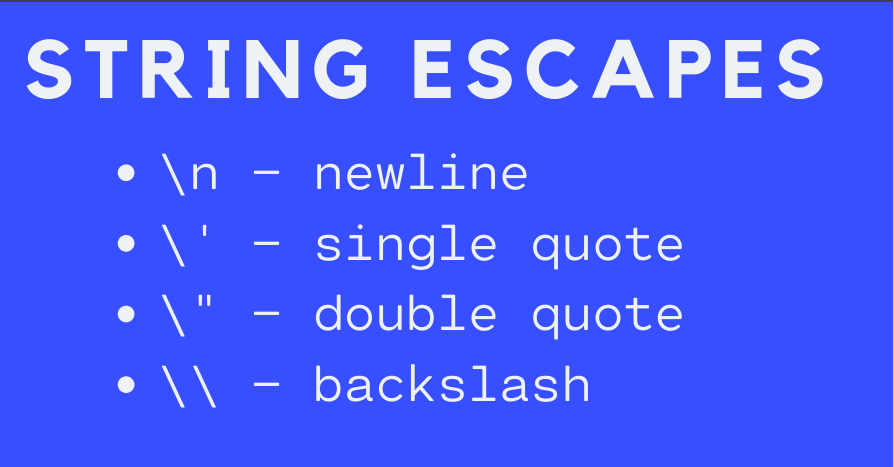 STRING ESCAPES
• \n – newline
• \' – single quote
• \" – double quote
• \\ – backslash